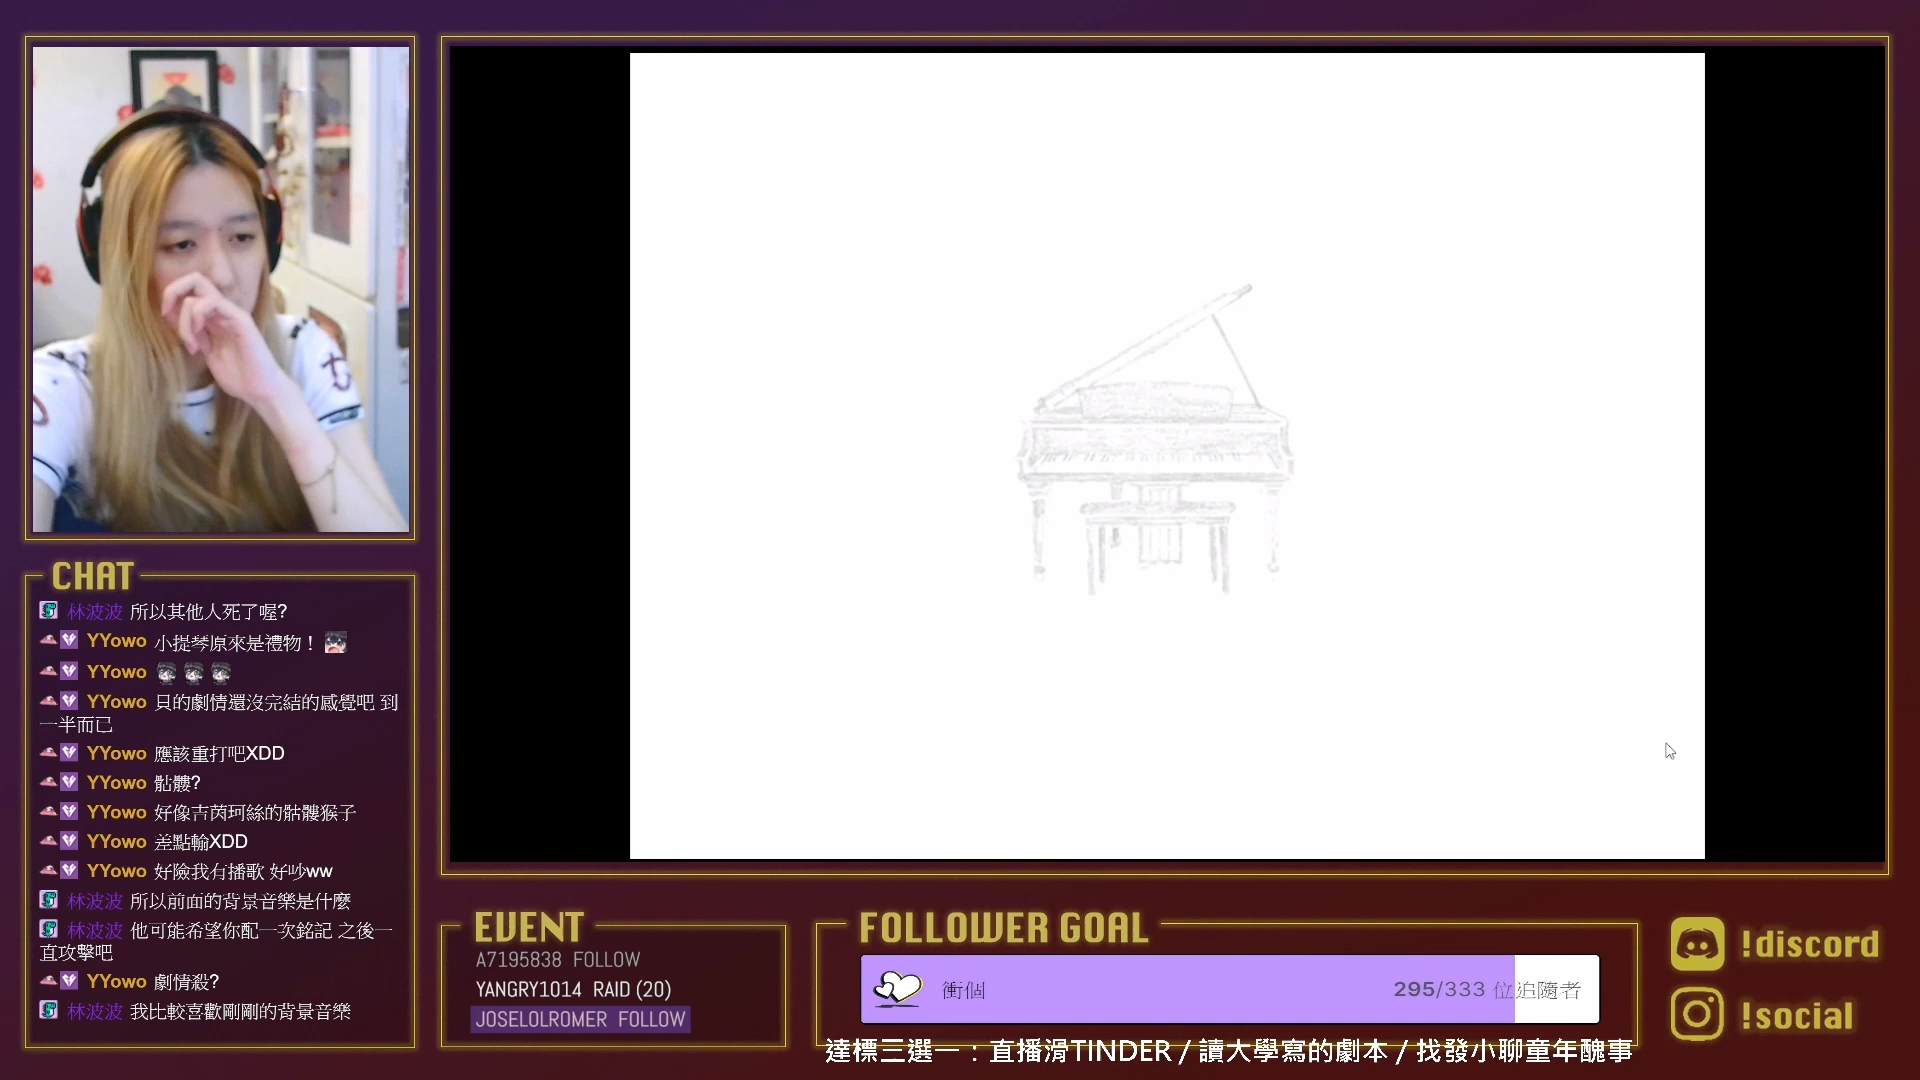 CHAT
林波波 所以其他人死了喔?
YYowo 小提琴原來是禮物！
YYowo
YYowo 貝的劇情還沒完結的感覺吧 到
一半而已
YYowo 應該重打吧XDD
YYowo 骷髏?
YYowo 好像吉茵珂絲的骷髏猴子
YYowo 差點輸XDD
YYowo 好險我有播歌 好吵ww
林波波 所以前面的背景音樂是什麼
林波波 他可能希望你配一次銘記 之後一
直攻擊吧
YYowo 劇情殺?
林波波 我比較喜歡剛剛的背景音樂
EVENT
A7195838 FOLLOW
YANGRY1014 RAID (20)
JOSELOLROMER FOLLOW
FOLLOWER GOAL
衝個 295/333 位追隨者
達標三選一：直播滑TINDER / 讀大學寫的劇本 / 找發小聊童年醜事
!discord
!social